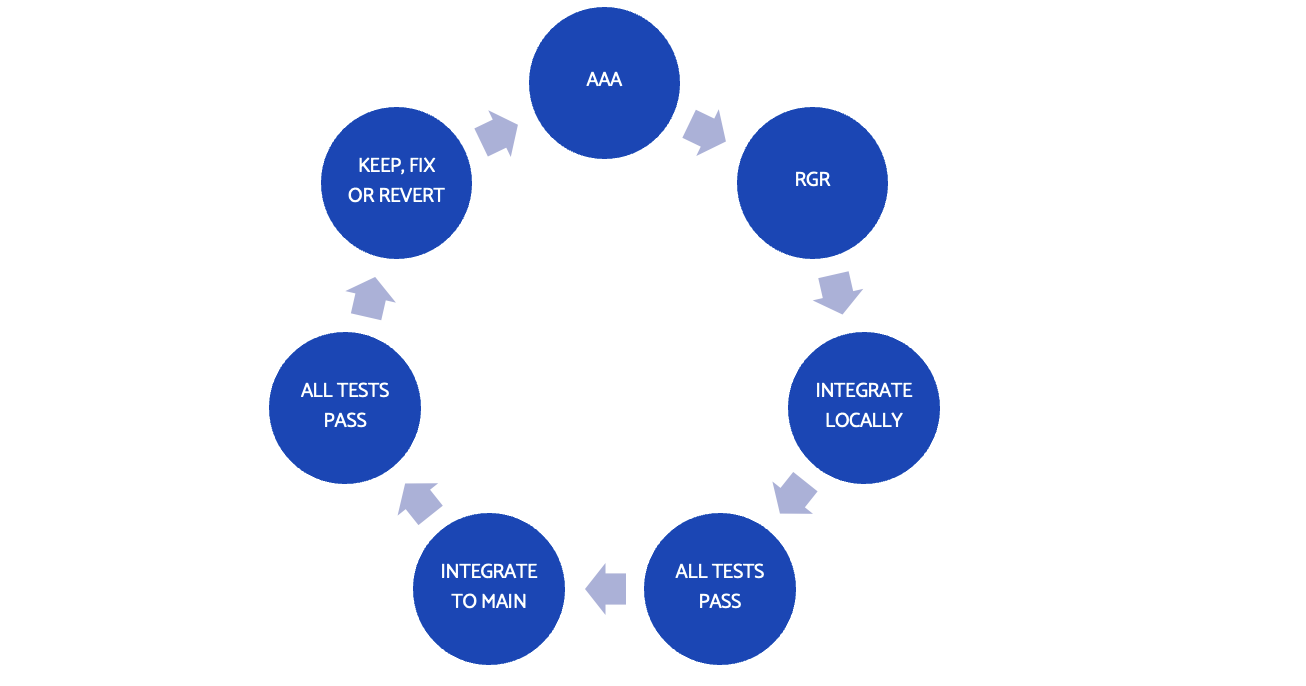 AAA
RGR
INTEGRATE
LOCALLY
ALL TESTS
PASS
INTEGRATE
TO MAIN
ALL TESTS
PASS
KEEP, FIX
OR REVERT